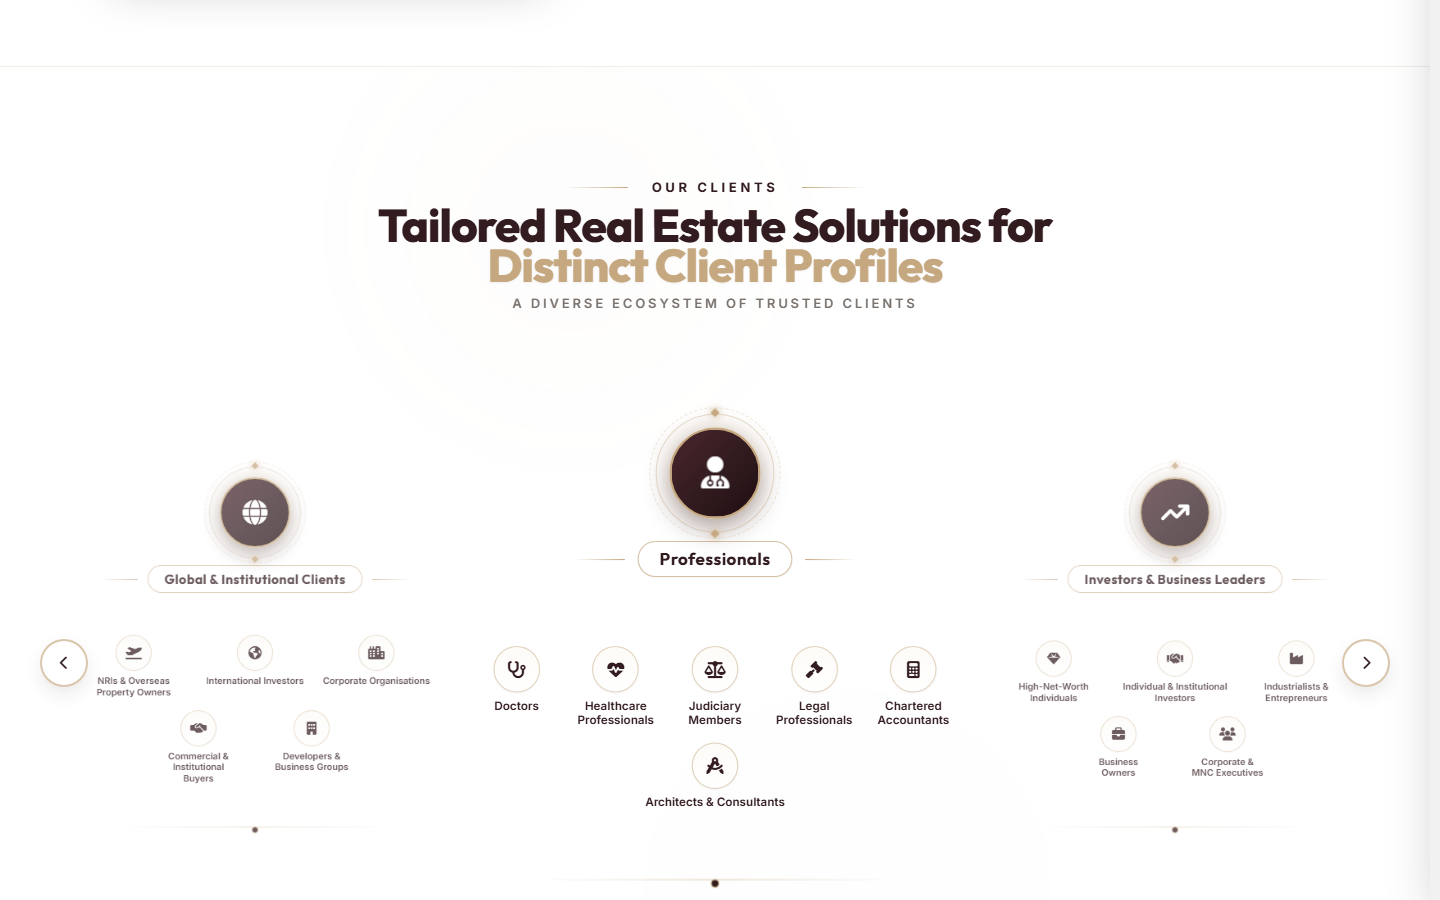 OUR CLIENTS
Tailored Real Estate Solutions for
Distinct Client Profiles
A DIVERSE ECOSYSTEM OF TRUSTED CLIENTS
Global & Institutional Clients
NRIs & Overseas
Property Owners
International Investors
Corporate Organisations
Commercial &
Institutional
Buyers
Developers &
Business Groups
Professionals
Doctors
Healthcare
Professionals
Judiciary
Members
Legal
Professionals
Chartered
Accountants
Architects & Consultants
Investors & Business Leaders
High-Net-Worth
Individuals
Individual & Institutional
Investors
Industrialists &
Entrepreneurs
Business
Owners
Corporate &
MNC Executives